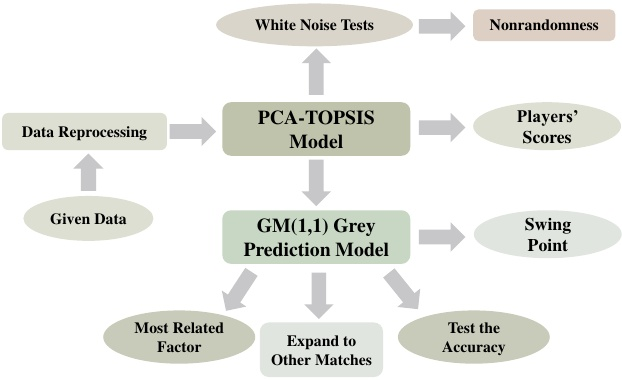 White Noise Tests
Nonrandomness
Data Reprocessing
PCA-TOPSIS
Model
Players’
Scores
Given Data
GM(1,1) Grey
Prediction Model
Swing
Point
Most Related
Factor
Expand to
Other Matches
Test the
Accuracy